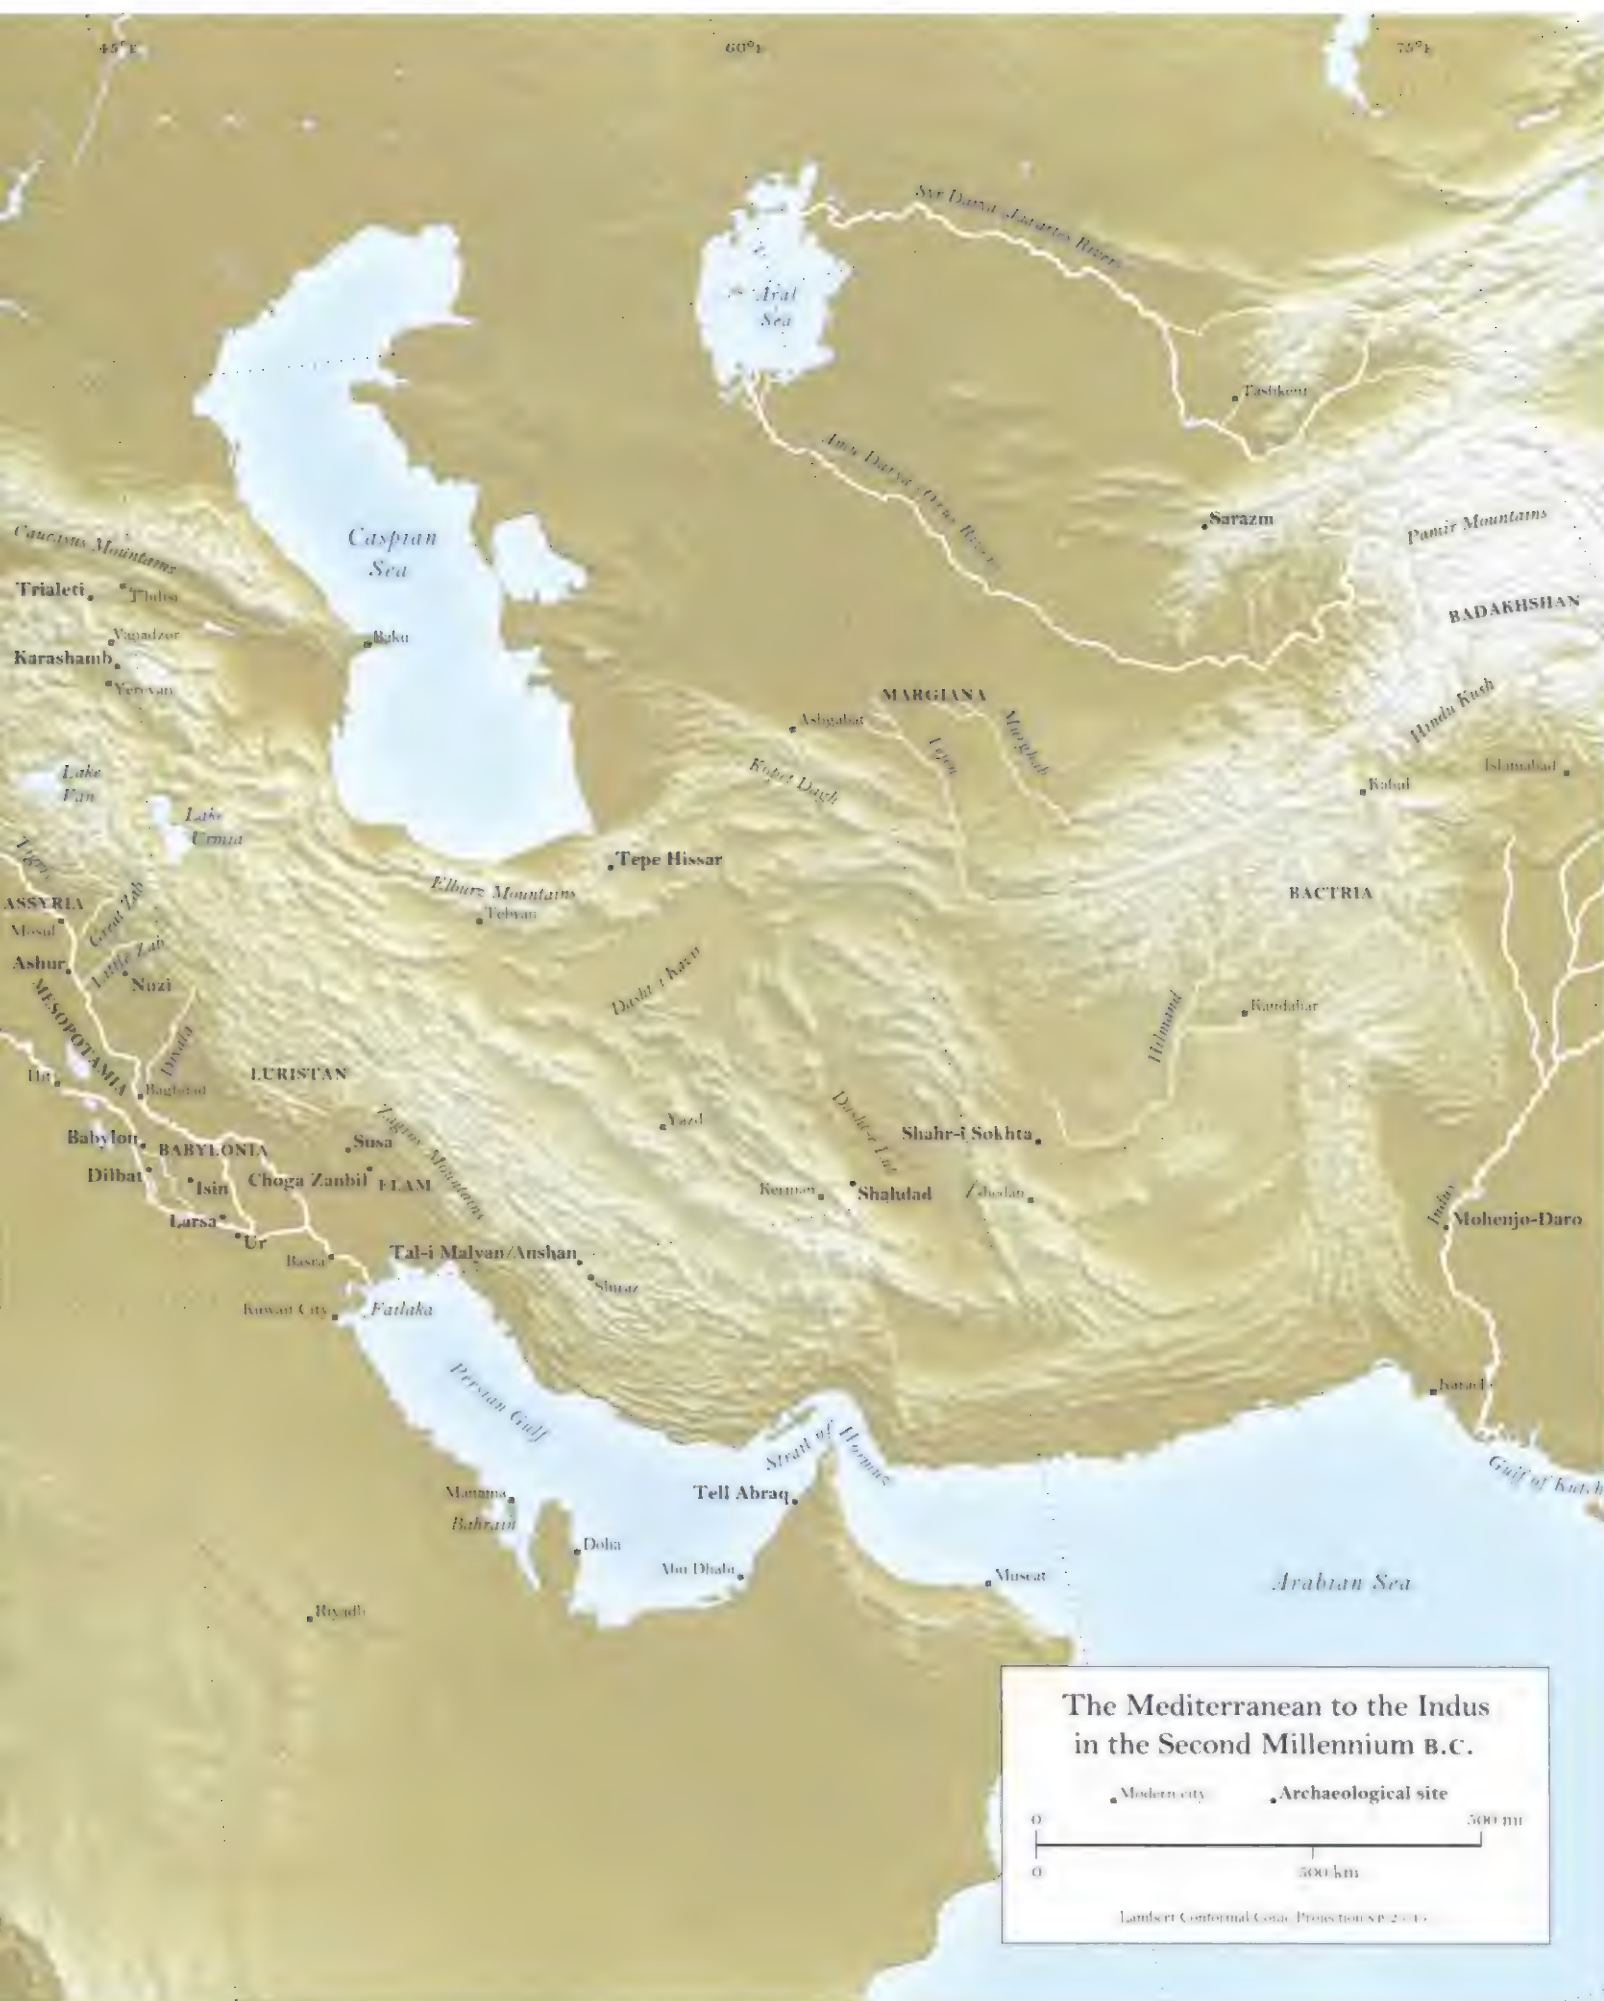 45°E
60°E
75°E
Syr Darya (Jaxartes River)
Aral
Sea
Tashkent
Amu Darya (Oxus River)
Sarazm
Pamir Mountains
Caucasus Mountains
Caspian
Sea
Trialeti
Tbilisi
BADAKHSHAN
Vanadzor
Baku
Karashamb
Yerevan
MARGIANA
Hindu Kush
Ashgabat
Tejen
Murghab
Lake
Van
Kopet Dagh
Islamabad
Kabul
Lake
Urmia
Tigris
Tepe Hissar
Elburz Mountains
BACTRIA
ASSYRIA
Great Zab
Tehran
Mosul
Little Zab
Ashur
Nuzi
Dasht-i Kavir
MESOPOTAMIA
Kandahar
Hilmand
Diyala
Hit
LURISTAN
Baghdad
Zagros Mountains
Yazd
Dasht-i Lut
Babylon
BABYLONIA
Susa
Shahr-i Sokhta
Dilbat
Isin
Choga Zanbil
ELAM
Kerman
Shahdad
Zahedan
Indus
Larsa
Mohenjo-Daro
Ur
Basra
Tal-i Malyan/Anshan
Shiraz
Kuwait City
Failaka
Persian Gulf
Karachi
Strait of Hormuz
Gulf of Kutch
Manama
Tell Abraq
Bahrain
Doha
Abu Dhabi
Muscat
Arabian Sea
Riyadh
The Mediterranean to the Indus
in the Second Millennium B.C.
Modern city
Archaeological site
0
500 mi
0
500 km
Lambert Conformal Conic Projection